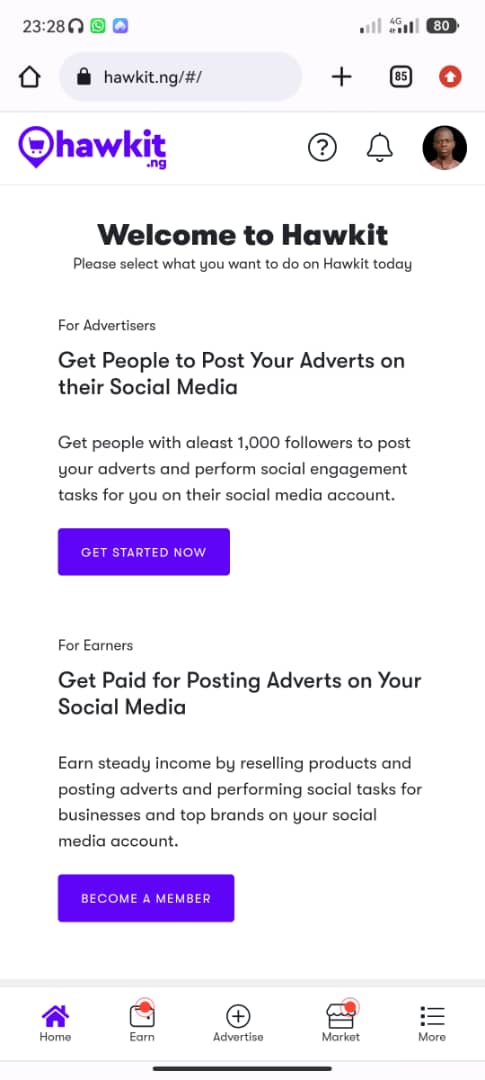 23:28
4G
80
hawkit.ng/#/
85
hawkit
.ng
Welcome to Hawkit
Please select what you want to do on Hawkit today
For Advertisers
Get People to Post Your Adverts on
their Social Media
Get people with aleast 1,000 followers to post
your adverts and perform social engagement
tasks for you on their social media account.
GET STARTED NOW
For Earners
Get Paid for Posting Adverts on Your
Social Media
Earn steady income by reselling products and
posting adverts and performing social tasks for
businesses and top brands on your social
media account.
BECOME A MEMBER
Home
Earn
Advertise
Market
More